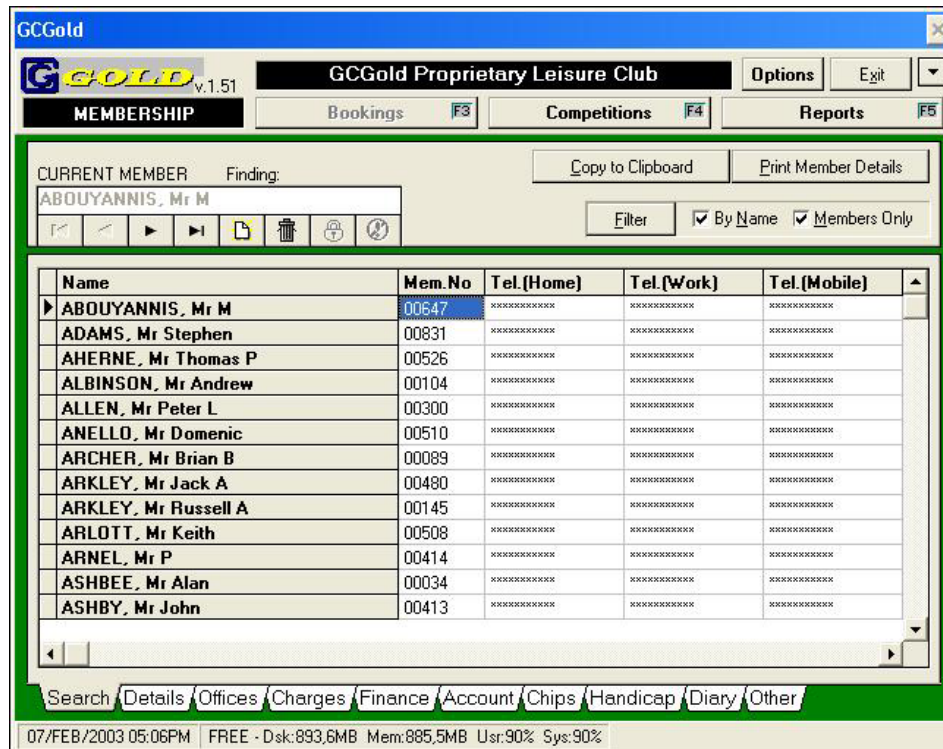 GCGold
G GOLD v.1.51 GCGold Proprietary Leisure Club Options Exit
MEMBERSHIP Bookings F3 Competitions F4 Reports F5
Copy to Clipboard Print Member Details
CURRENT MEMBER Finding:
ABOUYANNIS, Mr M
Filter By Name Members Only
Name Mem.No Tel.(Home) Tel.(Work) Tel.(Mobile)
ABOUYANNIS, Mr M 00647 ××××××××××× ××××××××××× ×××××××××××
ADAMS, Mr Stephen 00831 ××××××××××× ××××××××××× ×××××××××××
AHERNE, Mr Thomas P 00526 ××××××××××× ××××××××××× ×××××××××××
ALBINSON, Mr Andrew 00104 ××××××××××× ××××××××××× ×××××××××××
ALLEN, Mr Peter L 00300 ××××××××××× ××××××××××× ×××××××××××
ANELLO, Mr Domenic 00510 ××××××××××× ××××××××××× ×××××××××××
ARCHER, Mr Brian B 00089 ××××××××××× ××××××××××× ×××××××××××
ARKLEY, Mr Jack A 00480 ××××××××××× ××××××××××× ×××××××××××
ARKLEY, Mr Russell A 00145 ××××××××××× ××××××××××× ×××××××××××
ARLOTT, Mr Keith 00508 ××××××××××× ××××××××××× ×××××××××××
ARNEL, Mr P 00414 ××××××××××× ××××××××××× ×××××××××××
ASHBEE, Mr Alan 00034 ××××××××××× ××××××××××× ×××××××××××
ASHBY, Mr John 00413 ××××××××××× ××××××××××× ×××××××××××
Search Details Offices Charges Finance Account Chips Handicap Diary Other
07/FEB/2003 05:06PM FREE - Dsk:893,6MB Mem:885,5MB Usr:90% Sys:90%